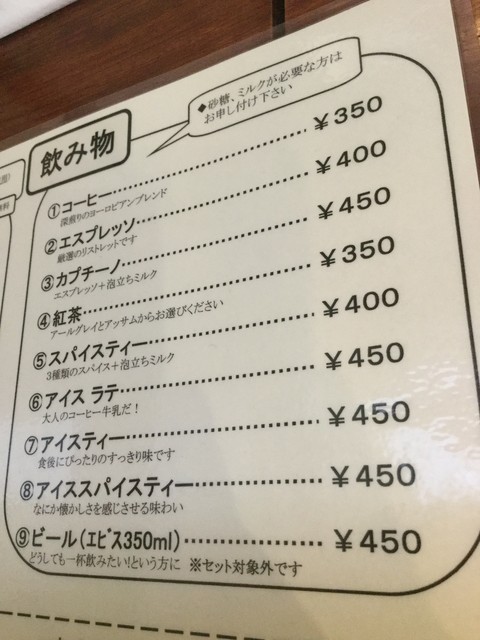 ◆砂糖、ミルクが必要な方は
お申し付け下さい
飲み物
①コーヒー ¥350
深煎りのヨーロピアンブレンド
②エスプレッソ ¥400
厳選のリストレットです
③カプチーノ ¥450
エスプレッソ+泡立ちミルク
④紅茶 ¥350
アールグレイとアッサムからお選びください
⑤スパイスティー ¥400
3種類のスパイス+泡立ちミルク
⑥アイス ラテ ¥450
大人のコーヒー牛乳だ!
⑦アイスティー ¥450
食後にぴったりのすっきり味です
⑧アイススパイスティー ¥450
なにか懐かしさを感じさせる味わい
⑨ビール(ヱビス350ml) ¥450
どうしても一杯飲みたい!という方に ※セット対象外です